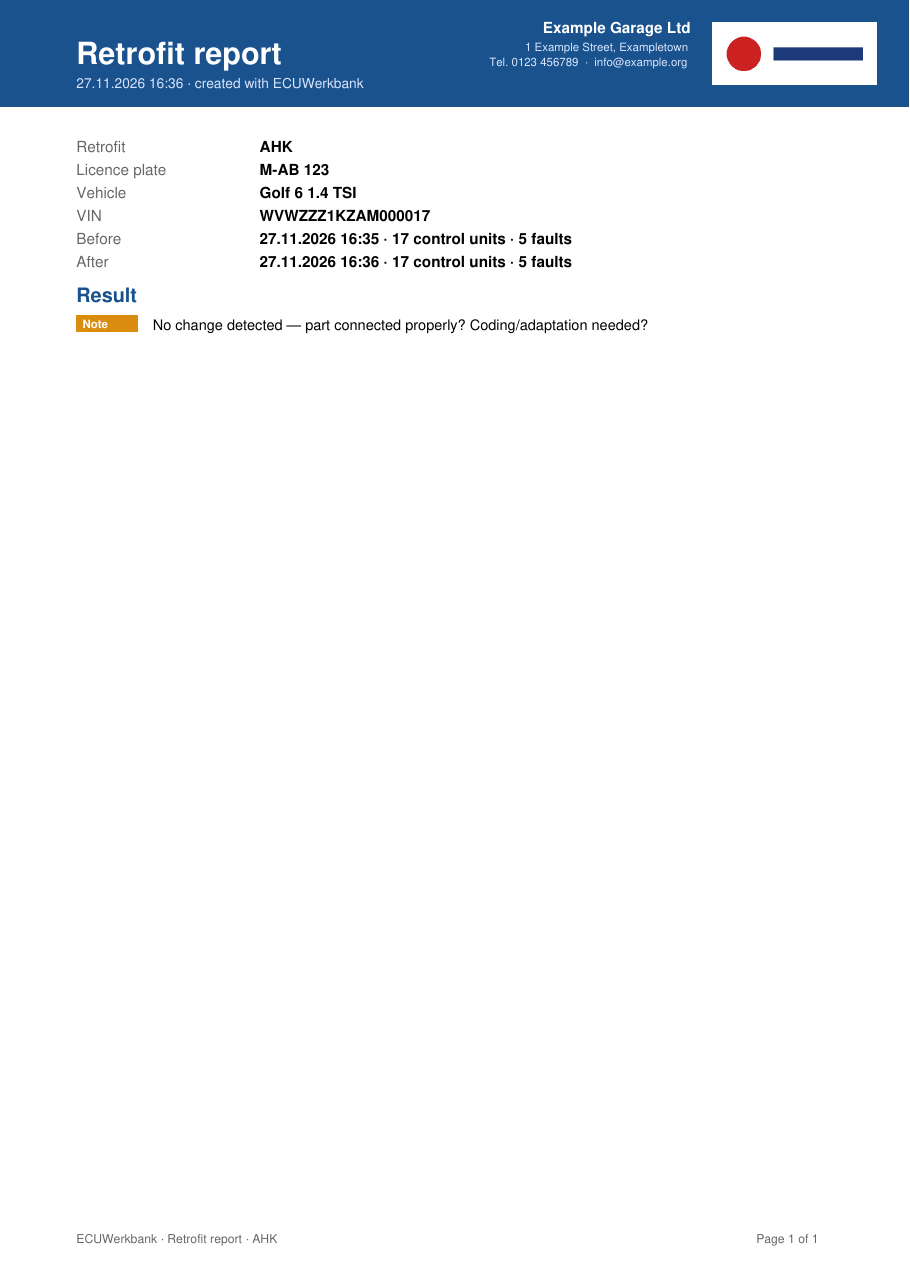 Retrofit report
27.11.2026 16:36 · created with ECUWerkbank
Example Garage Ltd
1 Example Street, Exampletown
Tel. 0123 456789 · info@example.org
Retrofit AHK
Licence plate M-AB 123
Vehicle Golf 6 1.4 TSI
VIN WVWZZZ1KZAM000017
Before 27.11.2026 16:35 · 17 control units · 5 faults
After 27.11.2026 16:36 · 17 control units · 5 faults
Result
Note No change detected — part connected properly? Coding/adaptation needed?
ECUWerkbank · Retrofit report · AHK Page 1 of 1